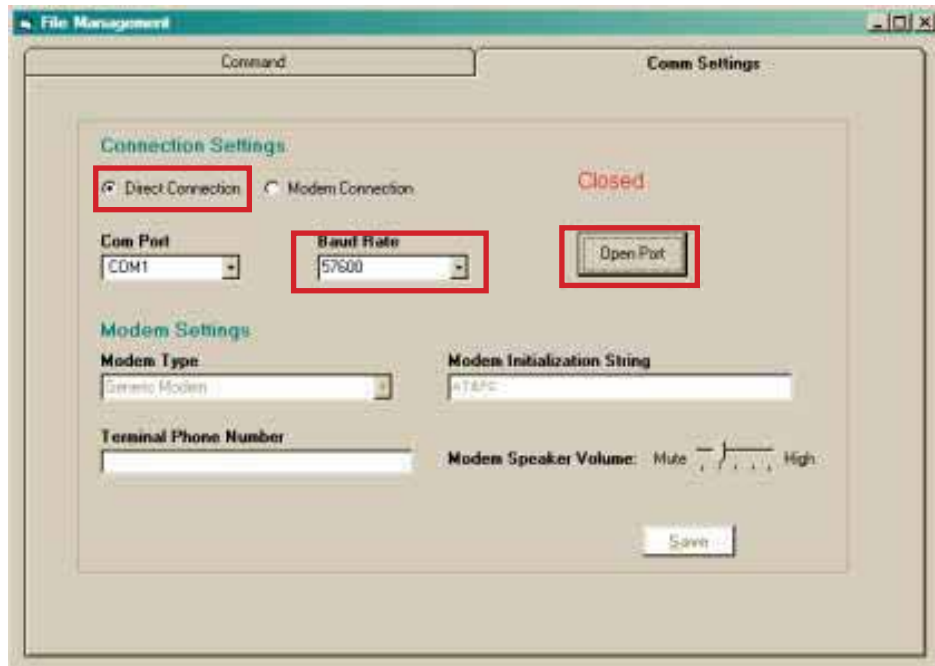 File Management
Command
Comm Settings
Connection Settings
Direct Connection
Modem Connection
Closed
Com Port
Baud Rate
COM1
57600
Open Port
Modem Settings
Modem Type
Modem Initialization String
Generic Modem
Terminal Phone Number
Modem Speaker Volume: Mute High
Save